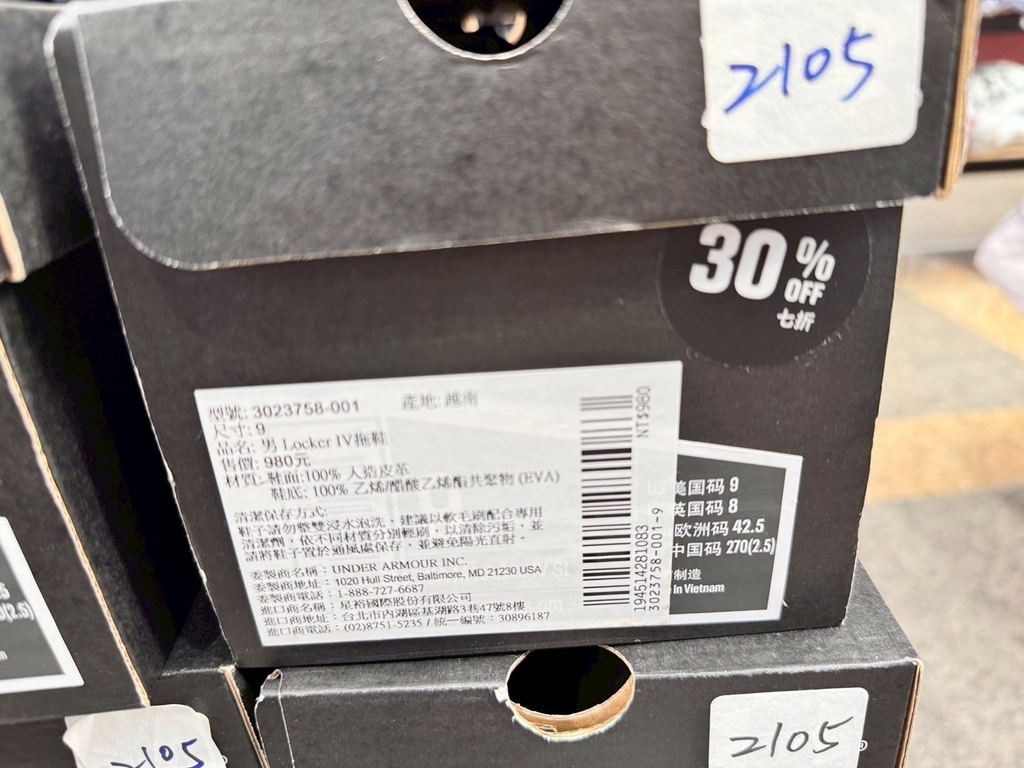 2105
30%
OFF
七折
型號: 3023758-001 產地: 越南
尺寸: 9
品名: 男 Locker IV拖鞋
售價: 980元
材質: 鞋面:100% 人造皮革
鞋底: 100% 乙烯/醋酸乙烯酯共聚物 (EVA)
清潔保存方式:
鞋子請勿整雙浸水泡洗，建議以軟毛刷配合專用
清潔劑，依不同材質分別輕刷，以清除污垢，並
請將鞋子置於通風處保存，並避免陽光直射。
委製商名稱：UNDER ARMOUR INC.
委製商地址：1020 Hull Street, Baltimore, MD 21230 USA
委製商電話：1-888-727-6687
進口商名稱：星裕國際股份有限公司
進口商地址：台北市內湖區基湖路3巷47號8樓
進口商電話：(02)8751-5235 / 統一編號：30896187
NT$980
194514281083
3023758-001-9
US 美国码 9
英国码 8
欧洲码 42.5
中国码 270(2.5)
制造
in Vietnam
(2.5)
2105
2105